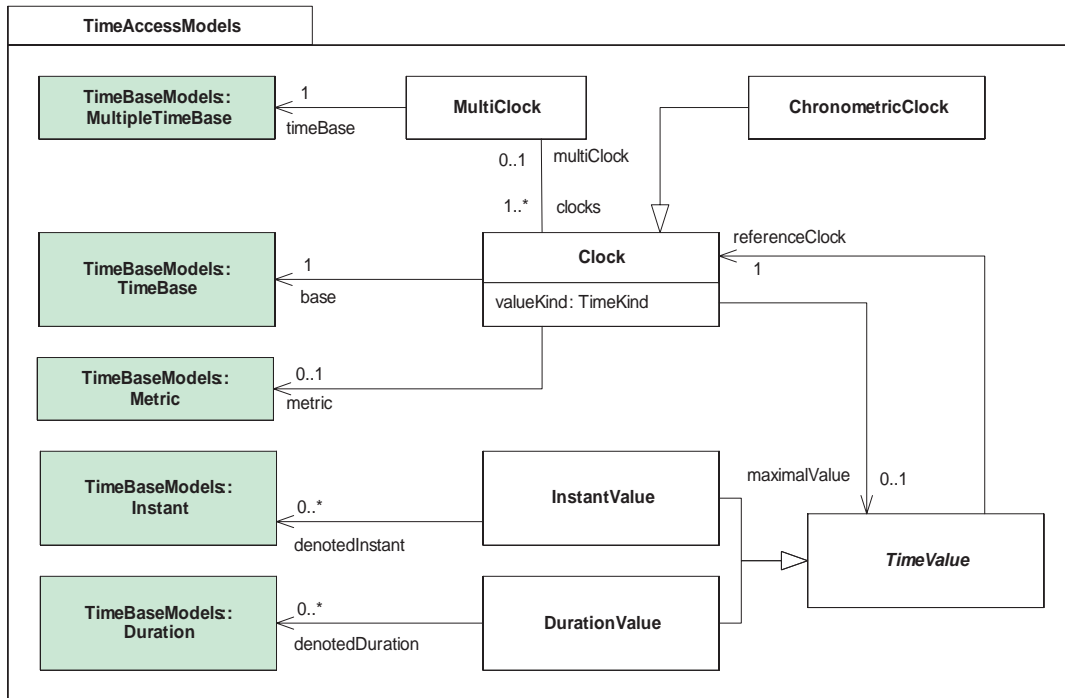 TimeAccessModels
TimeBaseModels::
MultipleTimeBase
1
timeBase
MultiClock
ChronometricClock
0..1
multiClock
1..*
clocks
TimeBaseModels::
TimeBase
1
base
Clock
valueKind: TimeKind
referenceClock
1
TimeBaseModels::
Metric
0..1
metric
TimeBaseModels::
Instant
0..*
denotedInstant
InstantValue
maximalValue
0..1
TimeValue
TimeBaseModels::
Duration
0..*
denotedDuration
DurationValue